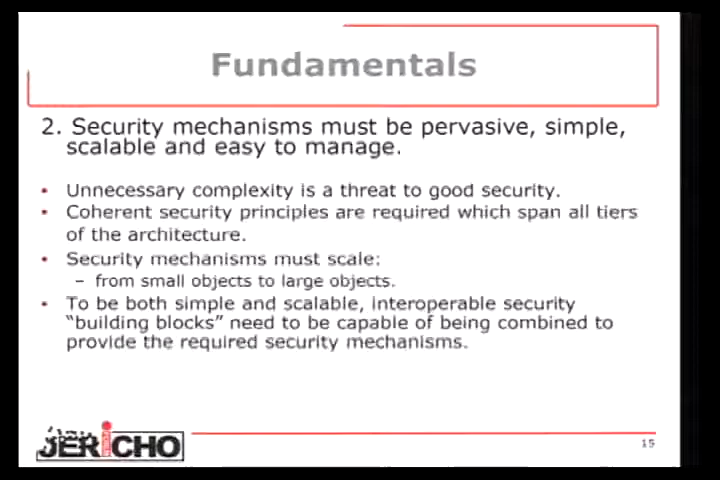 Fundamentals
2. Security mechanisms must be pervasive, simple,
scalable and easy to manage.
• Unnecessary complexity is a threat to good security.
• Coherent security principles are required which span all tiers
of the architecture.
• Security mechanisms must scale:
– from small objects to large objects.
• To be both simple and scalable, interoperable security
“building blocks” need to be capable of being combined to
provide the required security mechanisms.
JERiCHO
15